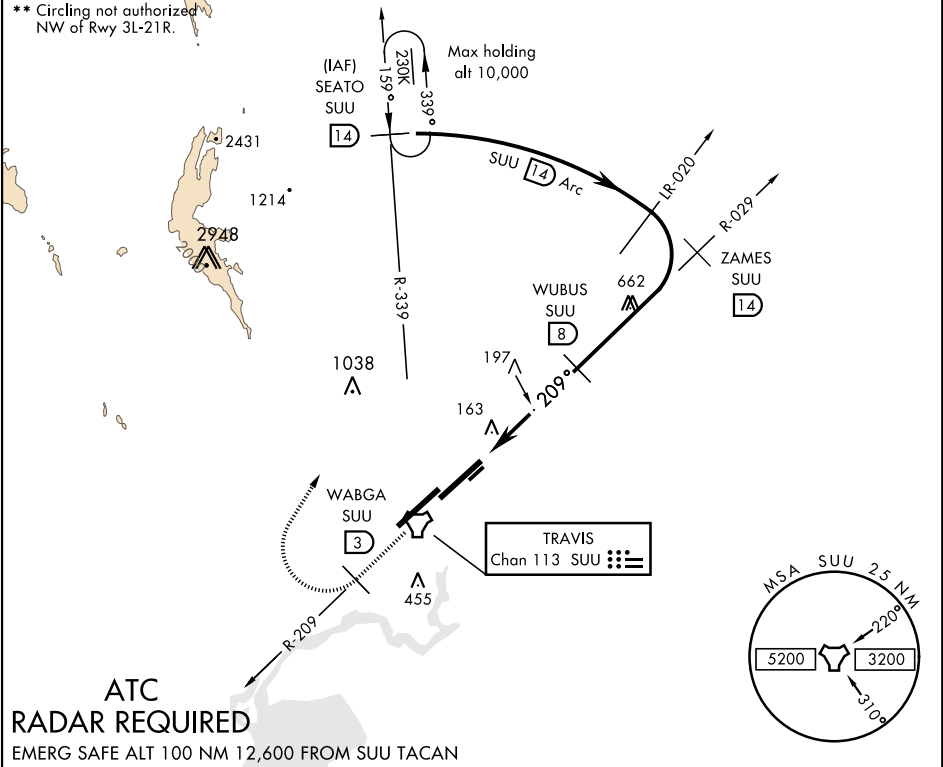 ** Circling not authorized
NW of Rwy 3L-21R.
(IAF)
SEATO
SUU
14
230K
159°
339°
Max holding
alt 10,000
2431
1214
2948
SUU 14 Arc
LR-020
R-029
ZAMES
SUU
14
R-339
WUBUS
SUU
8
662
1038
197
209°
163
WABGA
SUU
3
TRAVIS
Chan 113 SUU
455
R-209
MSA SUU 25 NM
220°
5200
3200
310°
ATC
RADAR REQUIRED
EMERG SAFE ALT 100 NM 12,600 FROM SUU TACAN